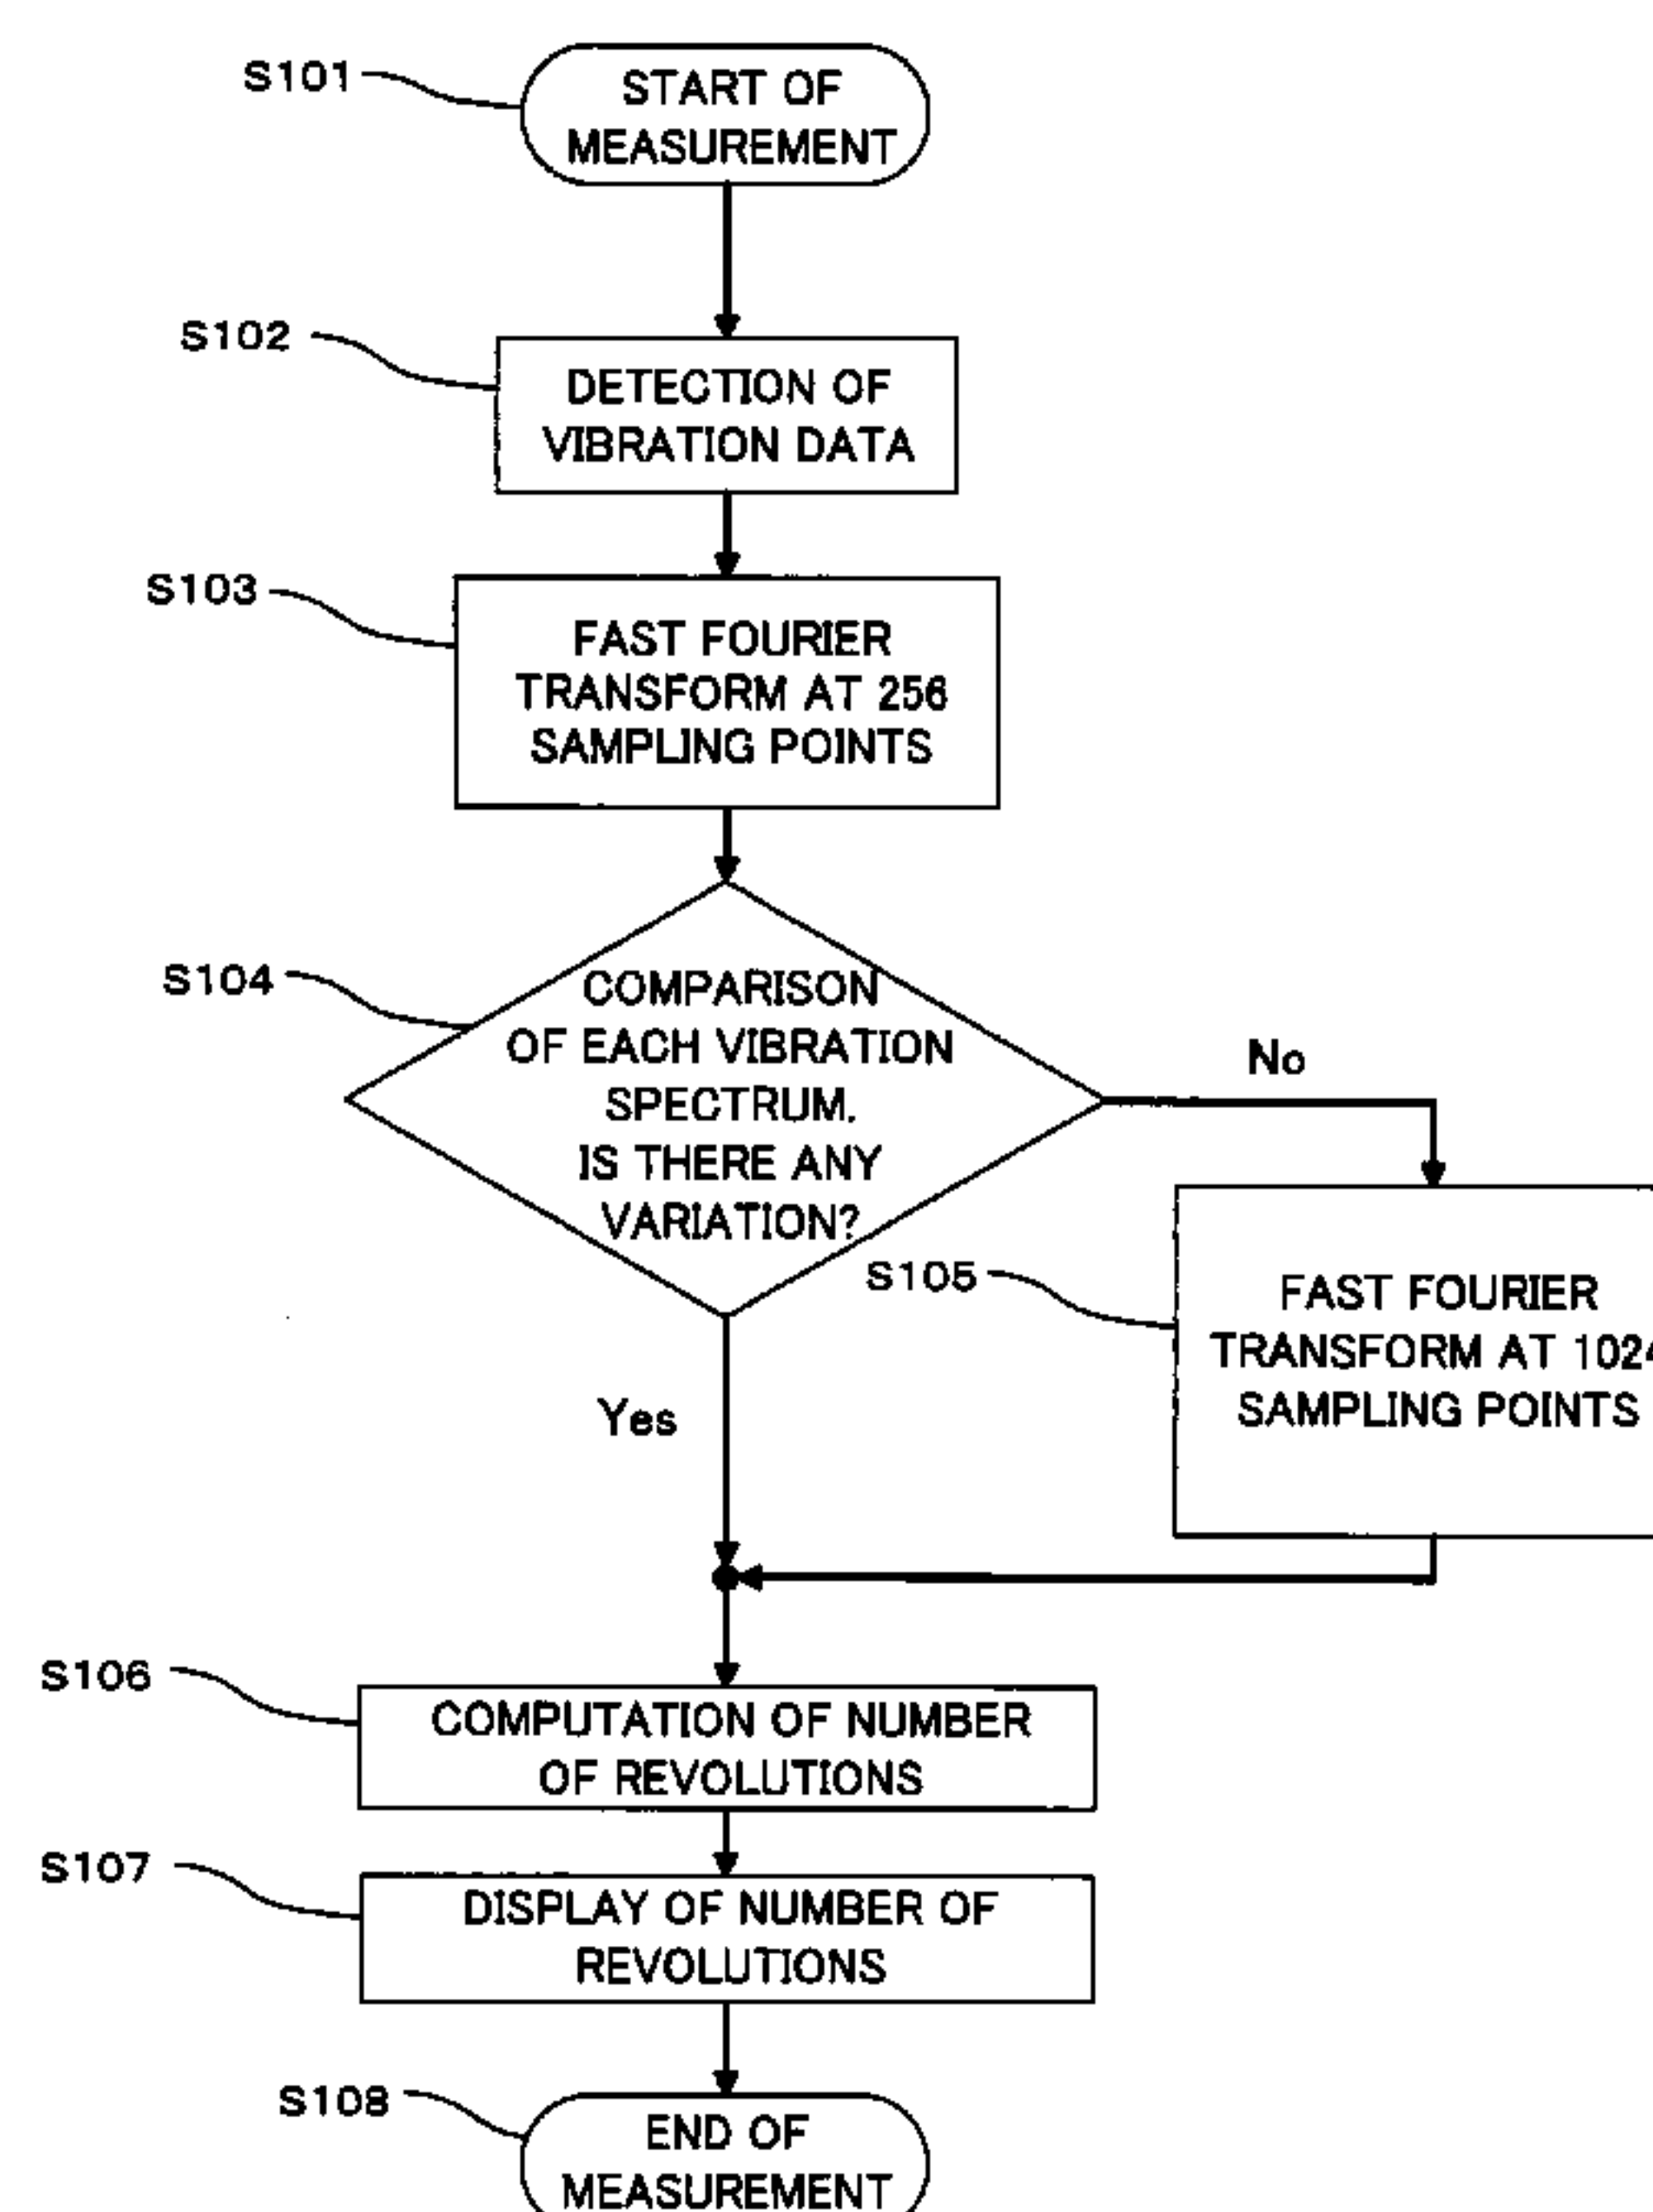 S101
START OF
MEASUREMENT
S102
DETECTION OF
VIBRATION DATA
S103
FAST FOURIER
TRANSFORM AT 256
SAMPLING POINTS
S104
COMPARISON
OF EACH VIBRATION
SPECTRUM.
IS THERE ANY
VARIATION?
No
S105
FAST FOURIER
TRANSFORM AT 1024
SAMPLING POINTS
Yes
S106
COMPUTATION OF NUMBER
OF REVOLUTIONS
S107
DISPLAY OF NUMBER OF
REVOLUTIONS
S108
END OF
MEASUREMENT